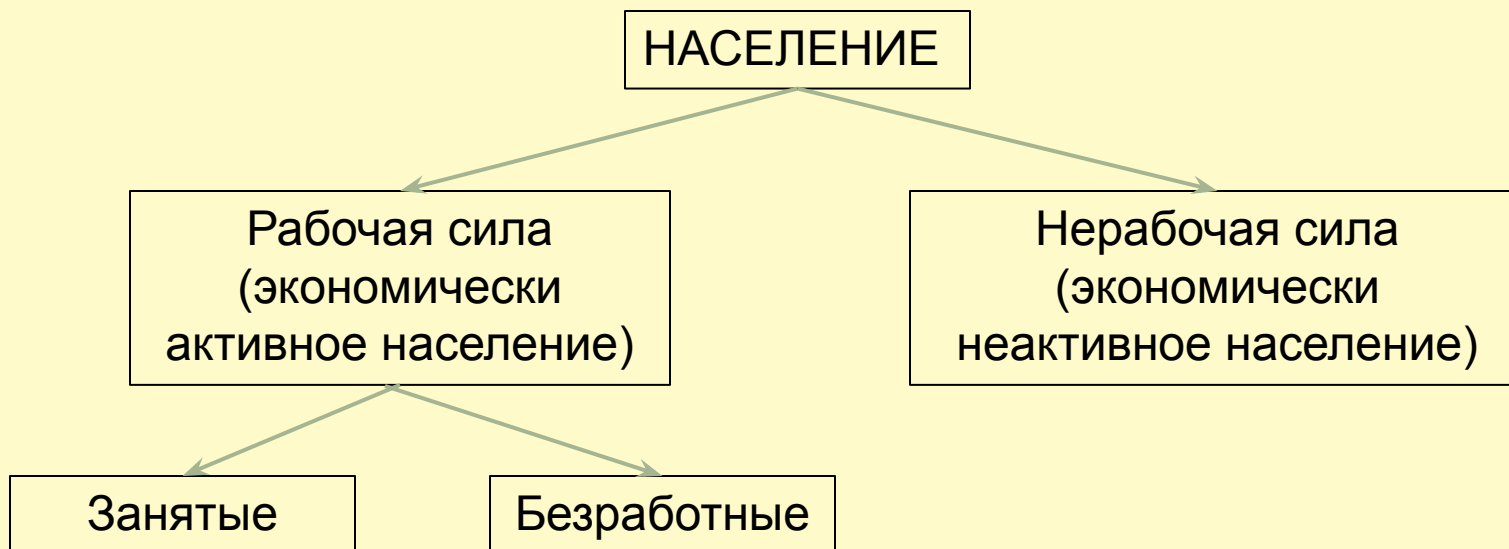 НАСЕЛЕНИЕ
Рабочая сила
(экономически
активное население)
Нерабочая сила
(экономически
неактивное население)
Занятые
Безработные